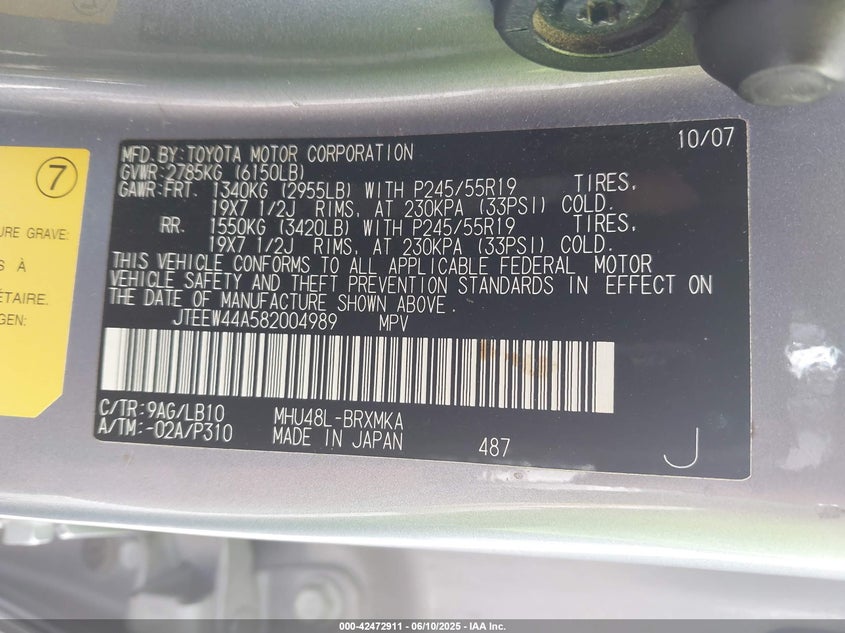 7
URE GRAVE:
S À
ÉTAIRE.
GEN:
10/07
MFD.BY:TOYOTA MOTOR CORPORATION
GVWR:2785KG (6150LB)
GAWR:FRT. 1340KG (2955LB) WITH P245/55R19 TIRES,
19X7 1/2J RIMS, AT 230KPA (33PSI) COLD.
RR. 1550KG (3420LB) WITH P245/55R19 TIRES,
19X7 1/2J RIMS, AT 230KPA (33PSI) COLD.
THIS VEHICLE CONFORMS TO ALL APPLICABLE FEDERAL MOTOR
VEHICLE SAFETY AND THEFT PREVENTION STANDARDS IN EFFECT ON
THE DATE OF MANUFACTURE SHOWN ABOVE.
JTEEW44A582004989 MPV
C/TR:9AG/LB10 MHU48L-BRXMKA
A/TM:-02A/P310 MADE IN JAPAN 487
J
000-42472911 - 06/10/2025 - IAA Inc.